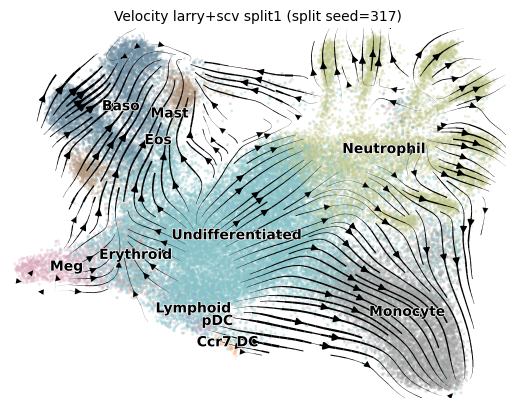 Velocity larry+scv split1 (split seed=317)
Baso
Mast
Eos
Neutrophil
Undifferentiated
Erythroid
Meg
Lymphoid
pDC
Monocyte
Ccr7 DC